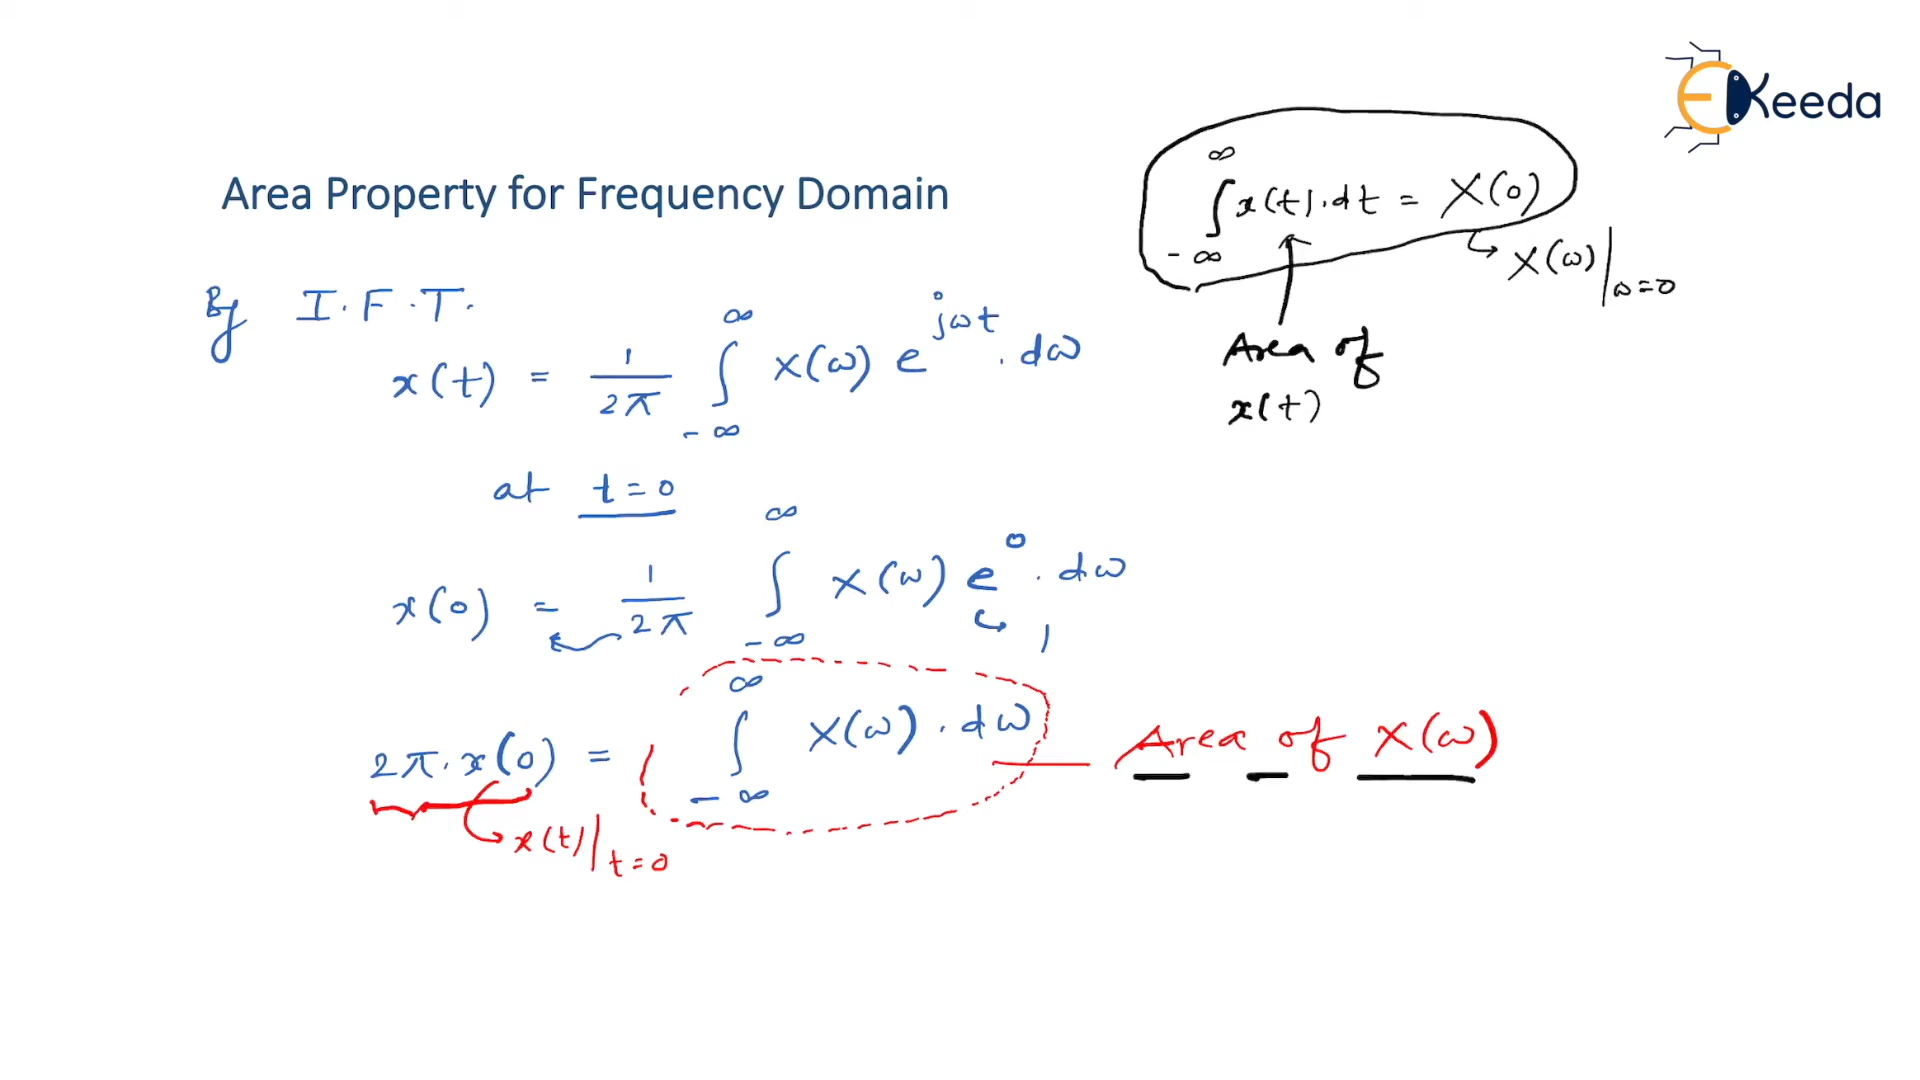 EKeeda
Area Property for Frequency Domain
∫_{-∞}^{∞} x(t).dt = X(0)
↳ X(ω)|_{ω=0}
Area of
x(t)
By I.F.T.
x(t) = 1/2π ∫_{-∞}^{∞} X(ω) e^{jωt} . dω
at t=0
x(0) = 1/2π ∫_{-∞}^{∞} X(ω) e^0 . dω
↳ 1
2π.x(0) = ∫_{-∞}^{∞} X(ω).dω — Area of X(ω)
↳ x(t)|_{t=0}